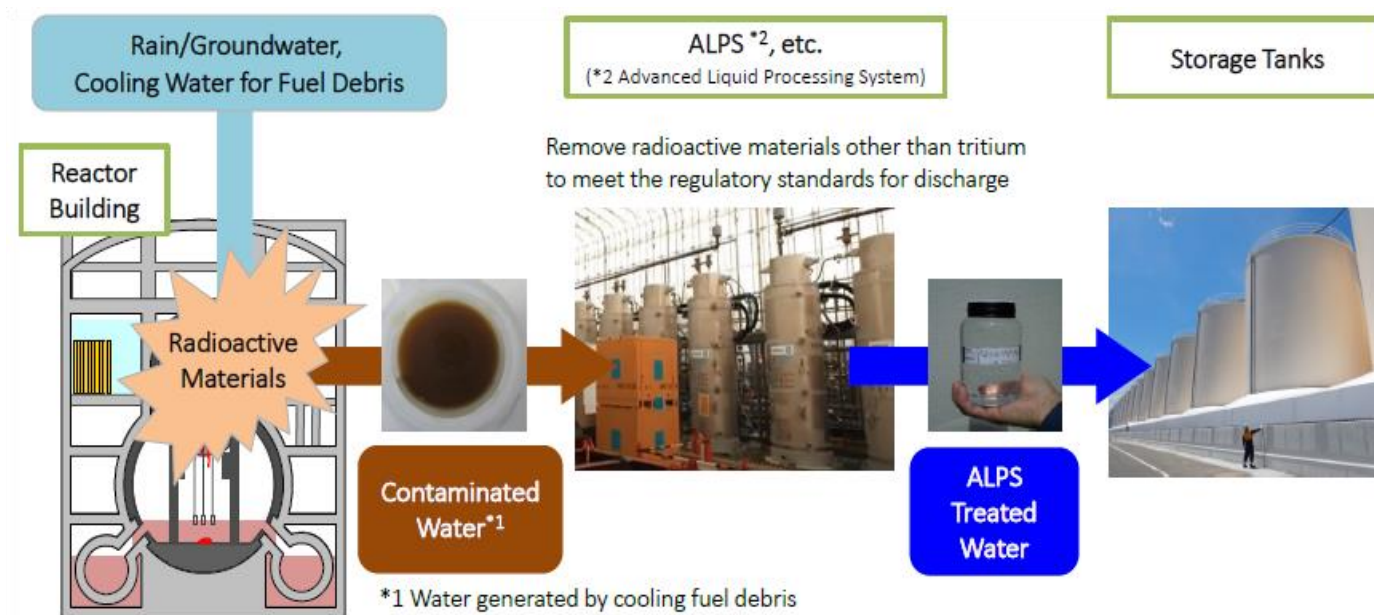 Rain/Groundwater,
Cooling Water for Fuel Debris
Reactor
Building
Radioactive
Materials
Contaminated
Water*1
*1 Water generated by cooling fuel debris
ALPS *2, etc.
(*2 Advanced Liquid Processing System)
Remove radioactive materials other than tritium
to meet the regulatory standards for discharge
ALPS
Treated
Water
Storage Tanks